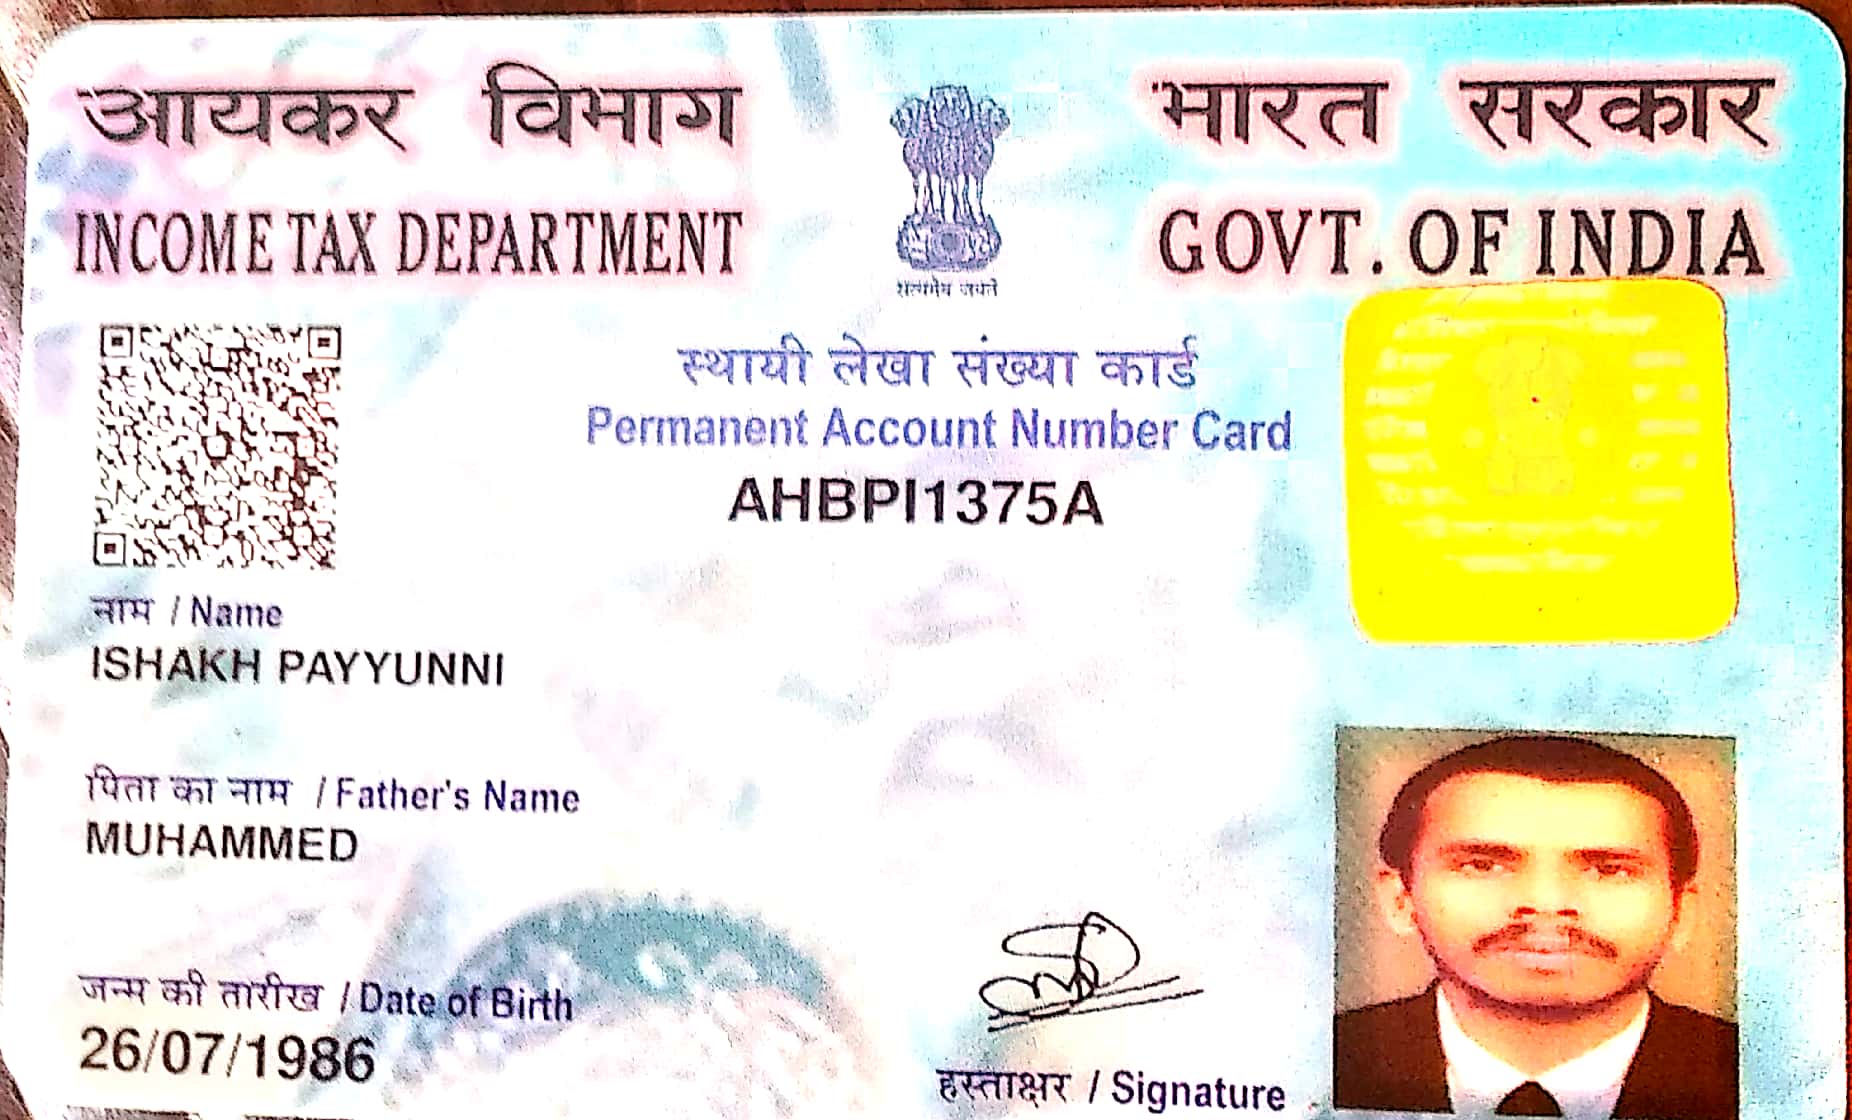 आयकर विभाग
INCOME TAX DEPARTMENT
सत्यमेव जयते
भारत सरकार
GOVT. OF INDIA
स्थायी लेखा संख्या कार्ड
Permanent Account Number Card
AHBPI1375A
नाम / Name
ISHAKH PAYYUNNI
पिता का नाम / Father's Name
MUHAMMED
जन्म की तारीख / Date of Birth
26/07/1986
हस्ताक्षर / Signature